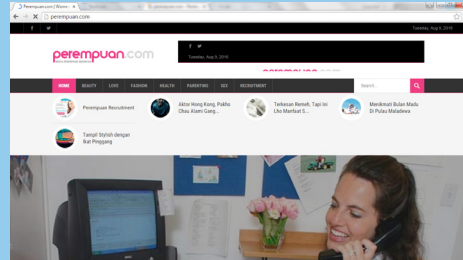 Perempuan.com | Women
perempuan.com
Tuesday, Aug 9, 2016
perempuan.com
Tuesday, Aug 9, 2016
HOME BEAUTY LOVE FASHION HEALTH PARENTING SEX RECRUITMENT
Search...
Perempuan Recruitment
Aktor Hong Kong, Pakho
Chau Alami Gang...
Terkesan Remeh, Tapi Ini
Lho Manfaat S...
Menikmati Bulan Madu
Di Pulau Maladewa
Tampil Stylish dengan
Ikat Pinggang